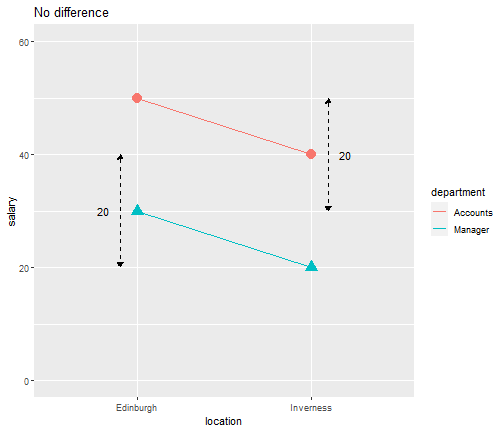 No difference
60
40
20
0
salary
20
20
Edinburgh
Inverness
location
department
Accounts
Manager